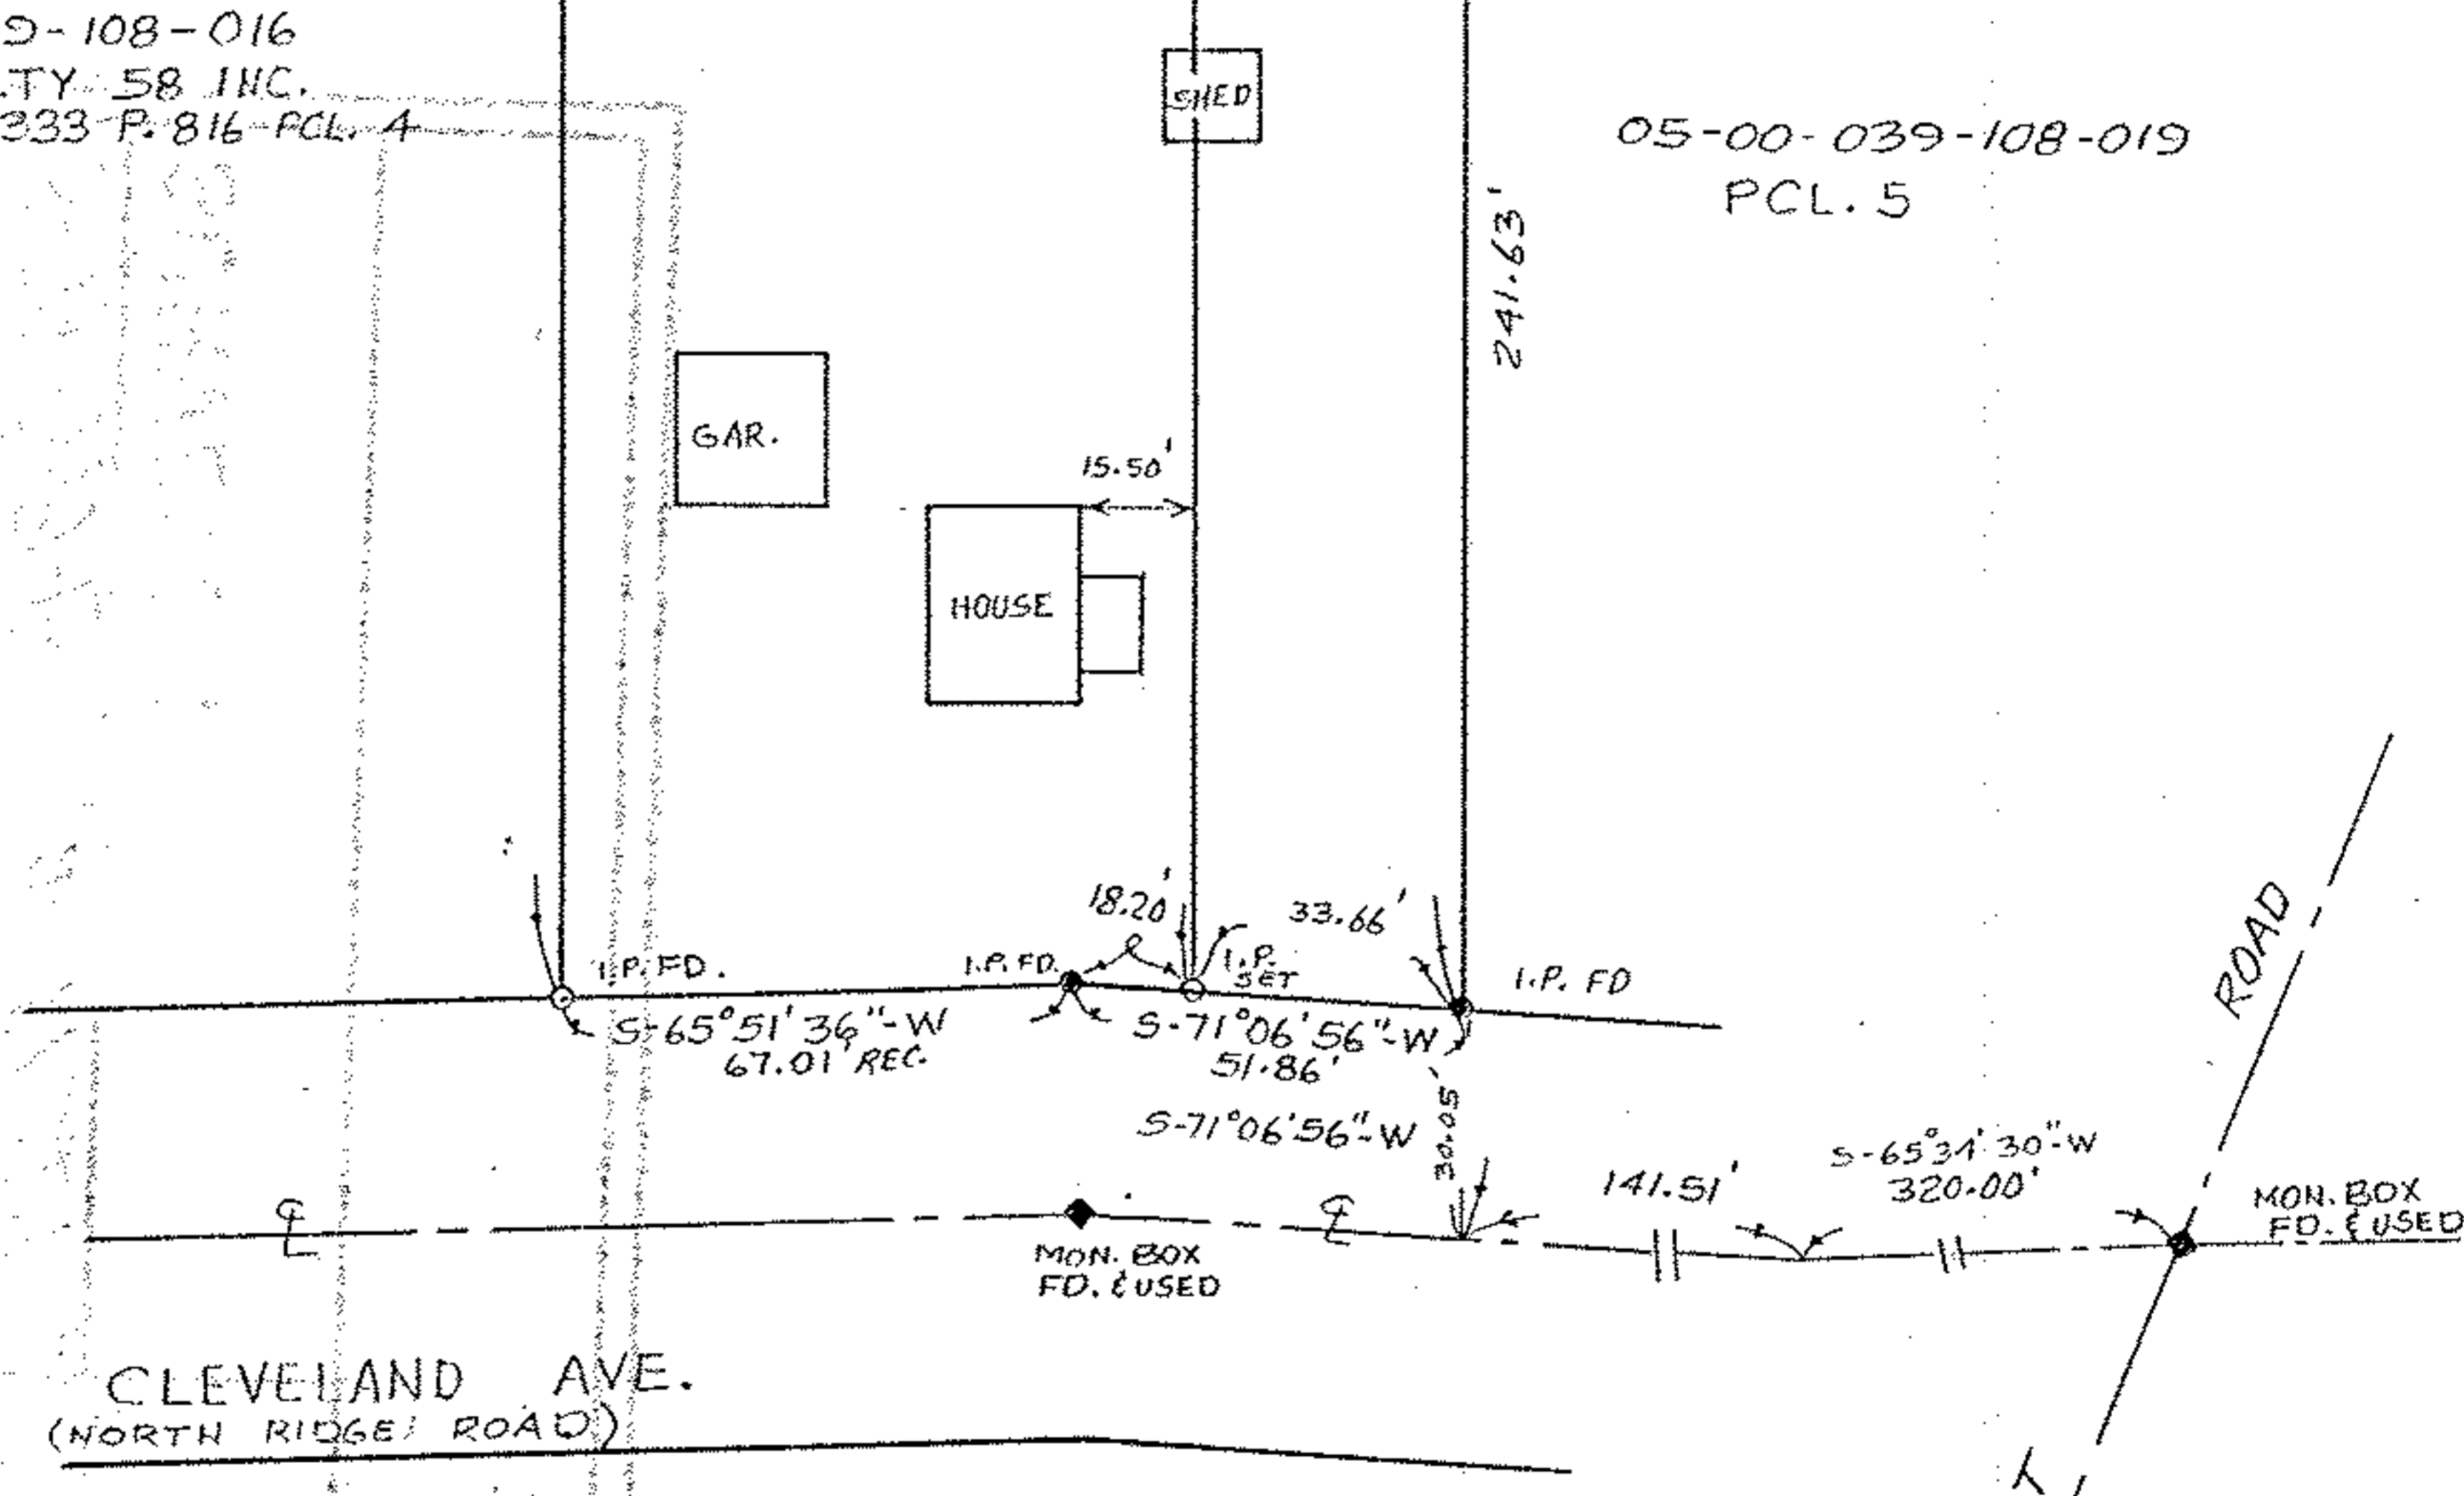 9-108-016
TY 58 INC.
333 P. 816 PCL. 4
SHED
05-00-039-108-019
PCL. 5
241.63'
GAR.
15.50'
HOUSE
18.20'
33.66'
ROAD
I.P. FD.
I.P. FD.
I.P.
SET
I.P. FD
S-65°51'36"-W
67.01' REC.
S-71°06'56"-W
51.86'
S-71°06'56"-W
30.05'
141.51'
S-65°31'30"-W
320.00'
MON. BOX
FD. & USED
MON. BOX
FD. & USED
CLEVELAND AVE.
(NORTH RIDGE ROAD)